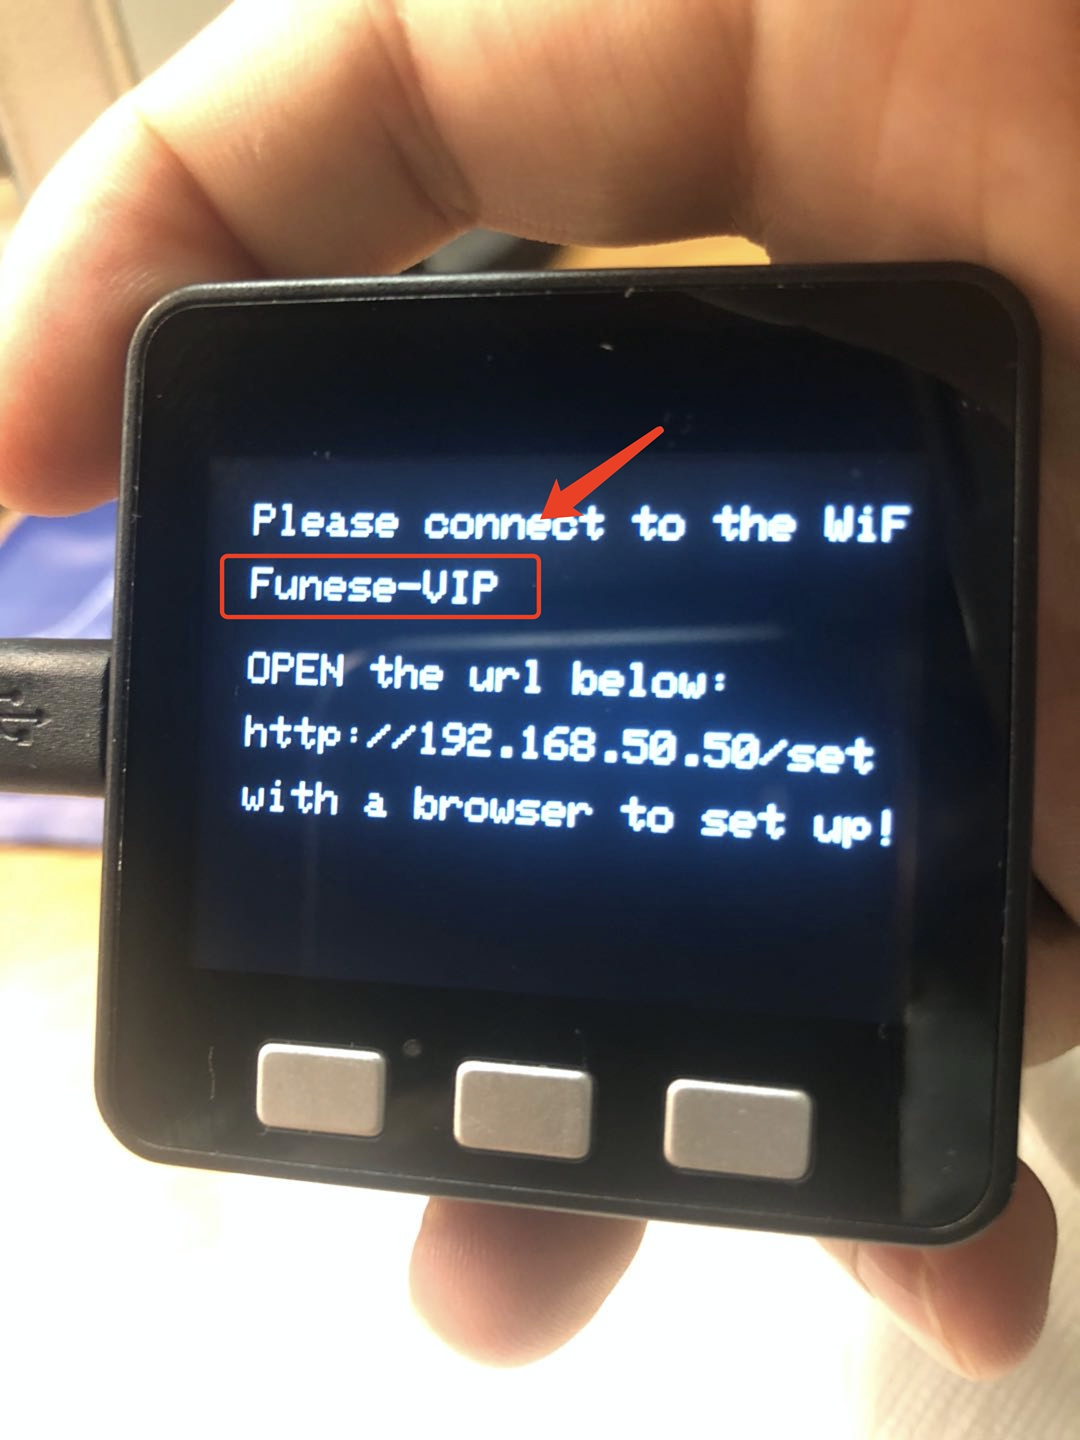 Please connect to the WiF
Funese-VIP
OPEN the url below:
http://192.168.50.50/set
with a browser to set up!